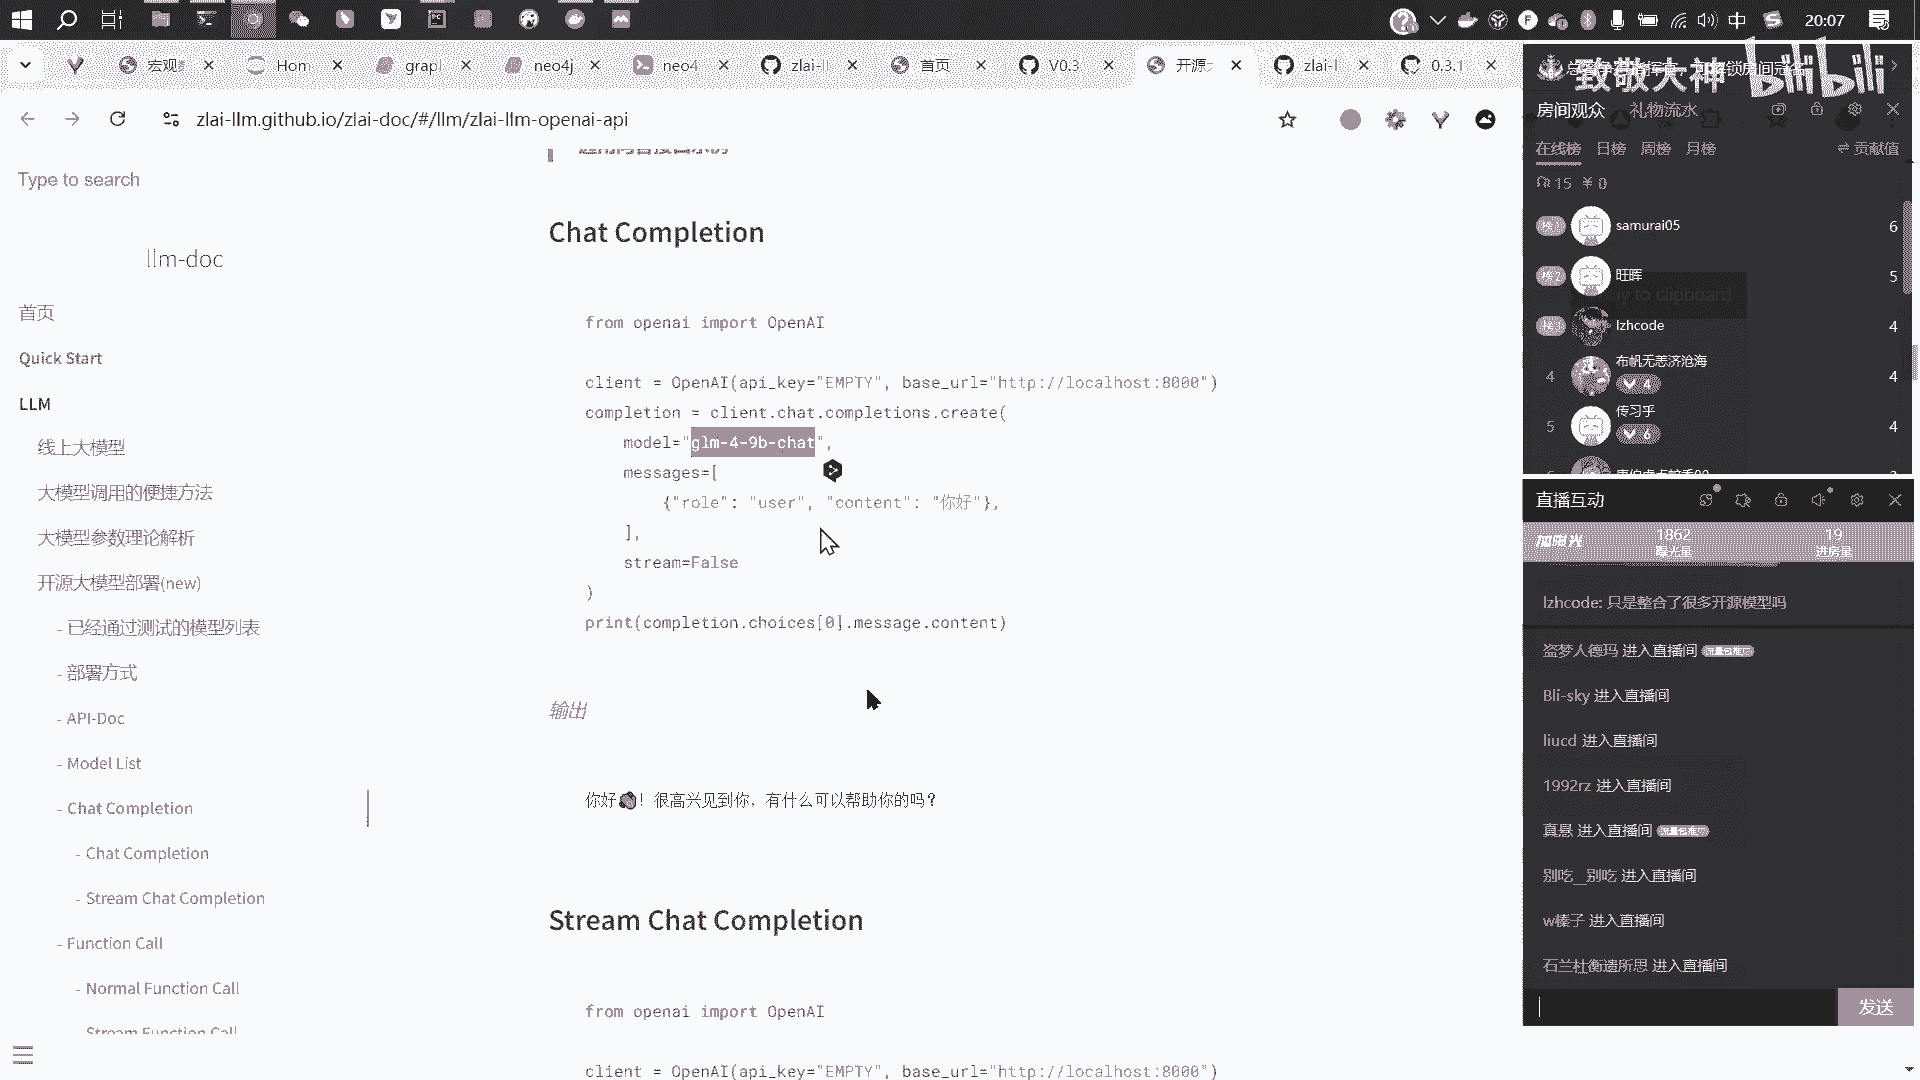 20:07
中
宏观
Hom
grap
neo4j
neo4
zlai-ll
首页
V0.3
开源
zlai-l
0.3.1
zlai-llm.github.io/zlai-doc/#/llm/zlai-llm-openai-api
Type to search
llm-doc
首页
Quick Start
LLM
线上大模型
大模型调用的便捷方法
大模型参数理论解析
开源大模型部署(new)
- 已经通过测试的模型列表
- 部署方式
- API-Doc
- Model List
- Chat Completion
- Chat Completion
- Stream Chat Completion
- Function Call
- Normal Function Call
- Stream Function Call
Chat Completion
from openai import OpenAI
client = OpenAI(api_key="EMPTY", base_url="http://localhost:8000")
completion = client.chat.completions.create(
model="glm-4-9b-chat",
messages=[
{"role": "user", "content": "你好"},
],
stream=False
)
print(completion.choices[0].message.content)
输出
你好！很高兴见到你，有什么可以帮助你的吗？
Stream Chat Completion
from openai import OpenAI
client = OpenAI(api_key="EMPTY", base_url="http://localhost:8000")
致敬大神 bilibili
房间观众 礼物流水
在线榜 日榜 周榜 月榜 贡献值
15 ¥ 0
samurai05 6
旺晖 5
to clipboard
lzhcode 4
4 布帆无恙济沧海 4
4
5 传习乎 4
6
直播互动
1862 19
曝光量 进房量
lzhcode: 只是整合了很多开源模型吗
盗梦人德玛 进入直播间
Bli-sky 进入直播间
liucd 进入直播间
1992rz 进入直播间
真悬 进入直播间
别吃__别吃 进入直播间
w榛子 进入直播间
石兰杜衡遗所思 进入直播间
发送